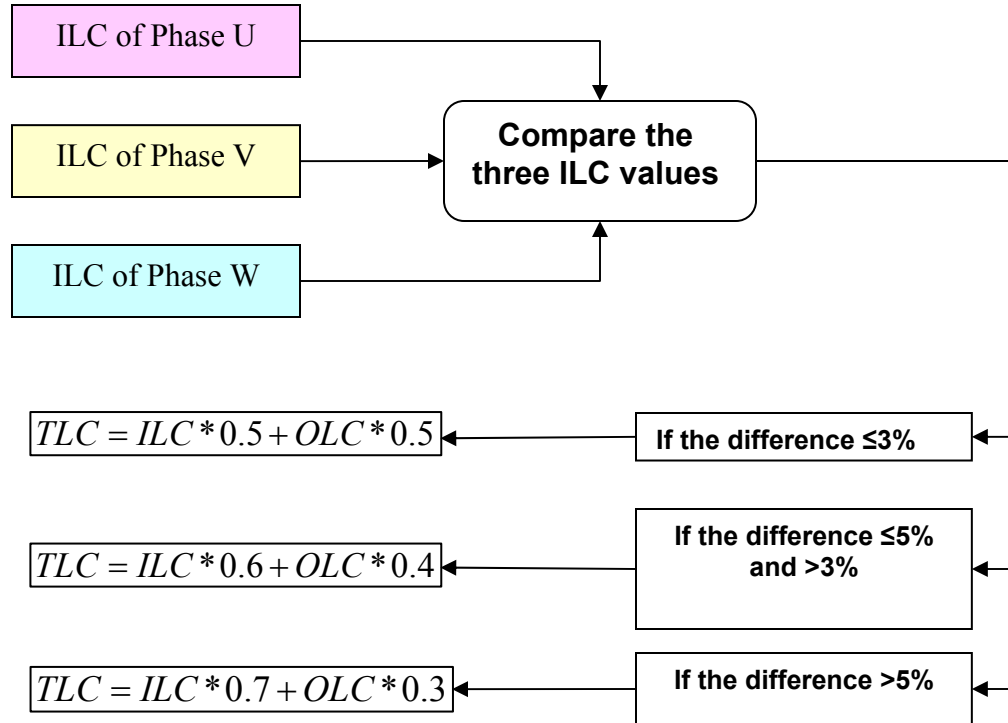 ILC of Phase U
ILC of Phase V
ILC of Phase W
Compare the
three ILC values
TLC = ILC * 0.5 + OLC * 0.5
If the difference ≤3%
TLC = ILC * 0.6 + OLC * 0.4
If the difference ≤5%
and >3%
TLC = ILC * 0.7 + OLC * 0.3
If the difference >5%